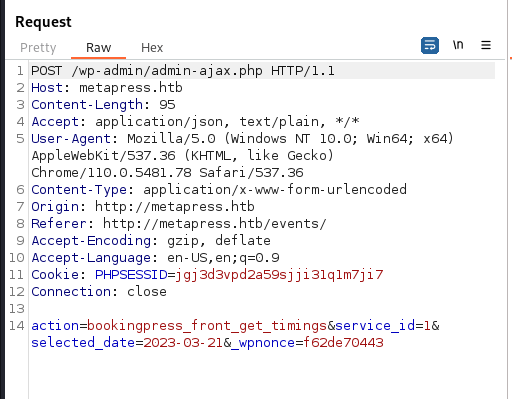 Request
Pretty Raw Hex \n
1 POST /wp-admin/admin-ajax.php HTTP/1.1
2 Host: metapress.htb
3 Content-Length: 95
4 Accept: application/json, text/plain, */*
5 User-Agent: Mozilla/5.0 (Windows NT 10.0; Win64; x64)
AppleWebKit/537.36 (KHTML, like Gecko)
Chrome/110.0.5481.78 Safari/537.36
6 Content-Type: application/x-www-form-urlencoded
7 Origin: http://metapress.htb
8 Referer: http://metapress.htb/events/
9 Accept-Encoding: gzip, deflate
10 Accept-Language: en-US,en;q=0.9
11 Cookie: PHPSESSID=jgj3d3vpd2a59sjji31q1m7ji7
12 Connection: close
13
14 action=bookingpress_front_get_timings&service_id=1&
selected_date=2023-03-21&_wpnonce=f62de70443